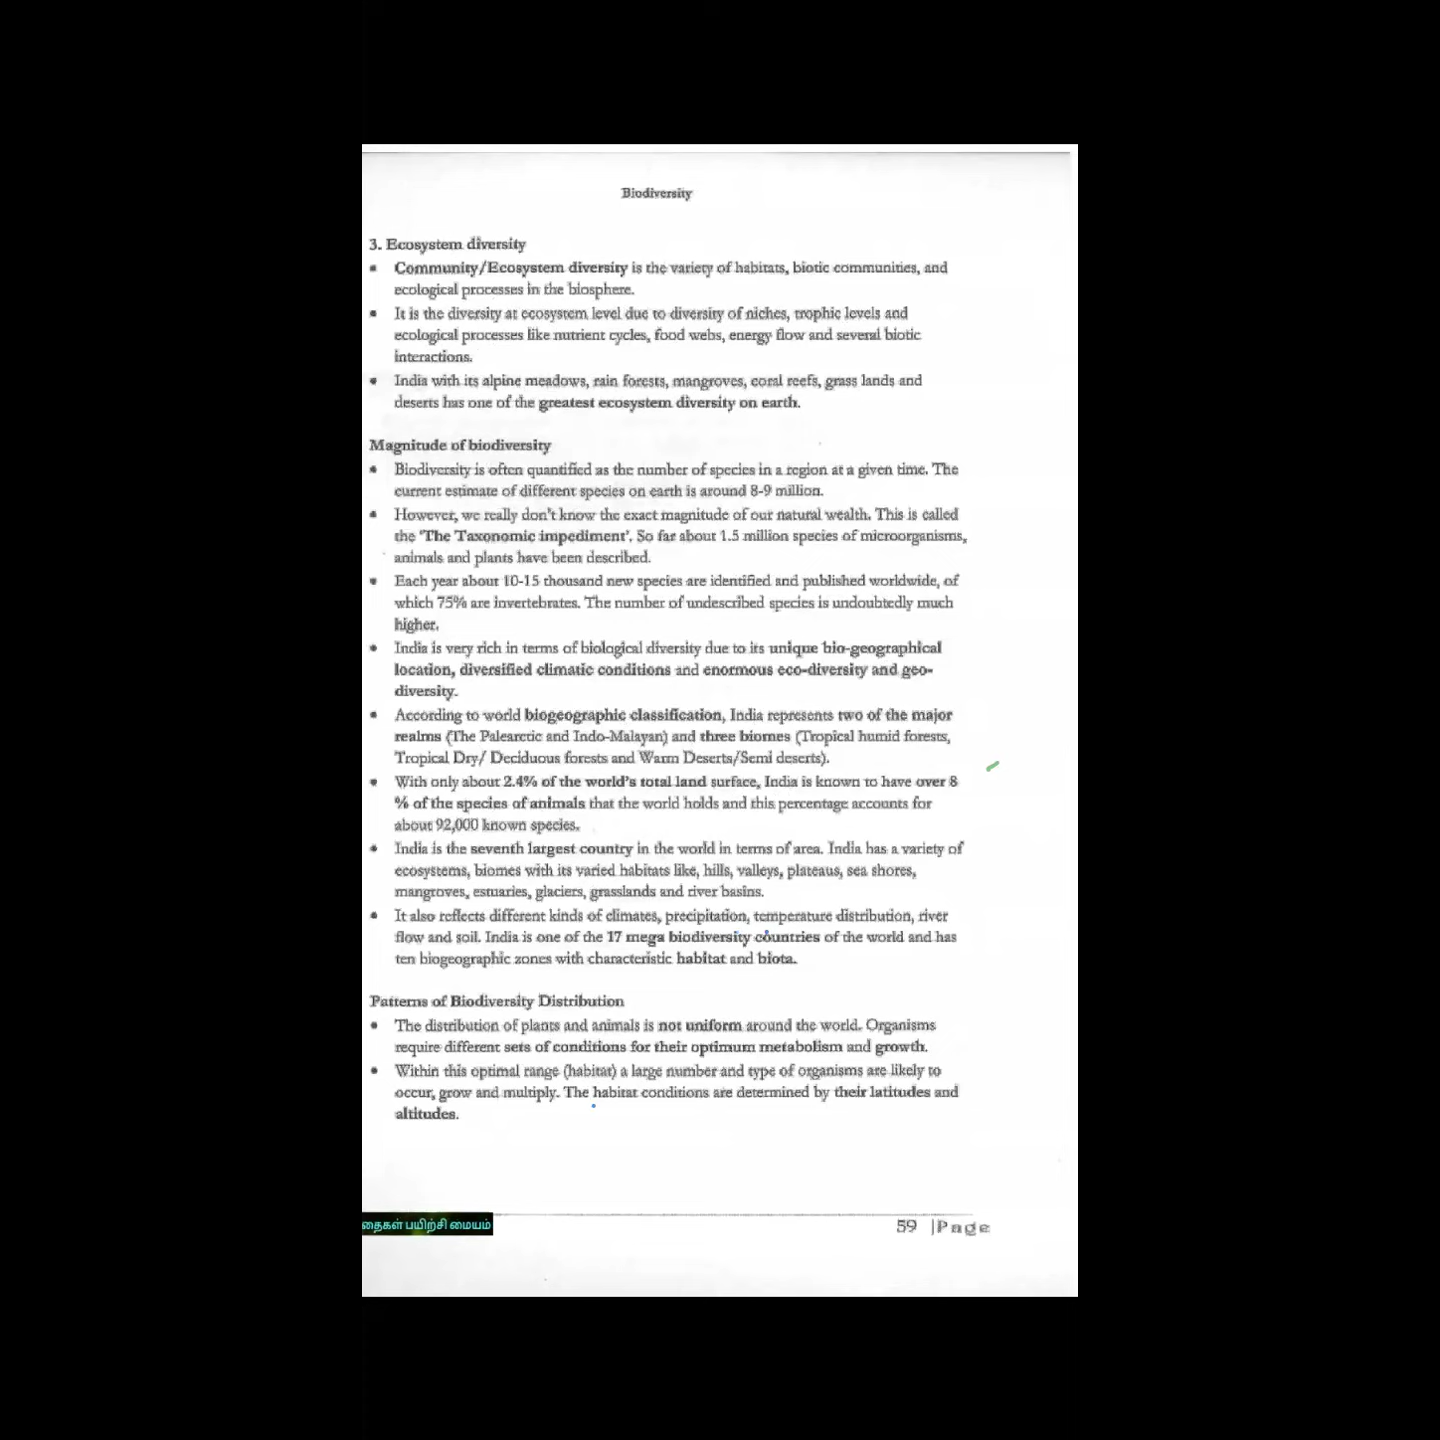 Biodiversity
3. Ecosystem diversity
• Community/Ecosystem diversity is the variety of habitats, biotic communities, and
ecological processes in the biosphere.
• It is the diversity at ecosystem level due to diversity of niches, trophic levels and
ecological processes like nutrient cycles, food webs, energy flow and several biotic
interactions.
• India with its alpine meadows, rain forests, mangroves, coral reefs, grass lands and
deserts has one of the greatest ecosystem diversity on earth.
Magnitude of biodiversity
• Biodiversity is often quantified as the number of species in a region at a given time. The
current estimate of different species on earth is around 8-9 million.
• However, we really don't know the exact magnitude of our natural wealth. This is called
the 'The Taxonomic impediment'. So far about 1.5 million species of microorganisms,
animals and plants have been described.
• Each year about 10-15 thousand new species are identified and published worldwide, of
which 75% are invertebrates. The number of undescribed species is undoubtedly much
higher.
• India is very rich in terms of biological diversity due to its unique bio-geographical
location, diversified climatic conditions and enormous eco-diversity and geo-
diversity.
• According to world biogeographic classification, India represents two of the major
realms (The Palearctic and Indo-Malayan) and three biomes (Tropical humid forests,
Tropical Dry/ Deciduous forests and Warm Deserts/Semi deserts).
• With only about 2.4% of the world's total land surface, India is known to have over 8
% of the species of animals that the world holds and this percentage accounts for
about 92,000 known species.
• India is the seventh largest country in the world in terms of area. India has a variety of
ecosystems, biomes with its varied habitats like, hills, valleys, plateaus, sea shores,
mangroves, estuaries, glaciers, grasslands and river basins.
• It also reflects different kinds of climates, precipitation, temperature distribution, river
flow and soil. India is one of the 17 mega biodiversity countries of the world and has
ten biogeographic zones with characteristic habitat and biota.
Patterns of Biodiversity Distribution
• The distribution of plants and animals is not uniform around the world. Organisms
require different sets of conditions for their optimum metabolism and growth.
• Within this optimal range (habitat) a large number and type of organisms are likely to
occur, grow and multiply. The habitat conditions are determined by their latitudes and
altitudes.
தைகள் பயிற்சி மையம்
59 |Page